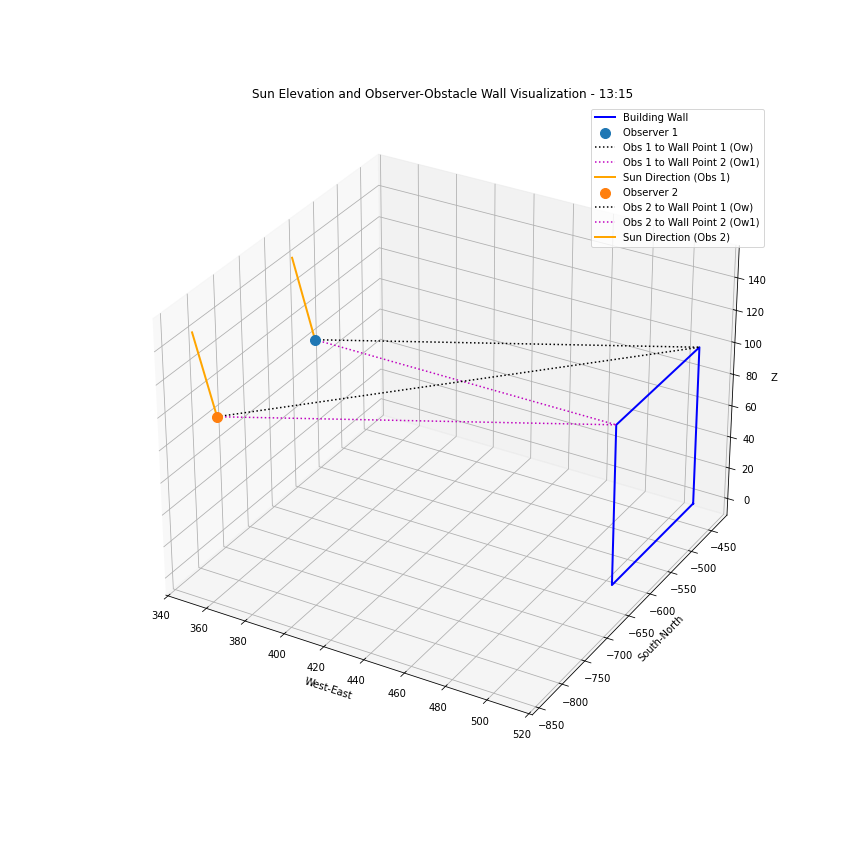 Sun Elevation and Observer-Obstacle Wall Visualization - 13:15
Building Wall
Observer 1
Obs 1 to Wall Point 1 (Ow)
Obs 1 to Wall Point 2 (Ow1)
Sun Direction (Obs 1)
Observer 2
Obs 2 to Wall Point 1 (Ow)
Obs 2 to Wall Point 2 (Ow1)
Sun Direction (Obs 2)
140
120
100
80
Z
60
40
20
0
−450
−500
−550
−600
−650
−700
−750
−800
−850
South-North
340
360
380
400
420
440
460
480
500
520
West-East